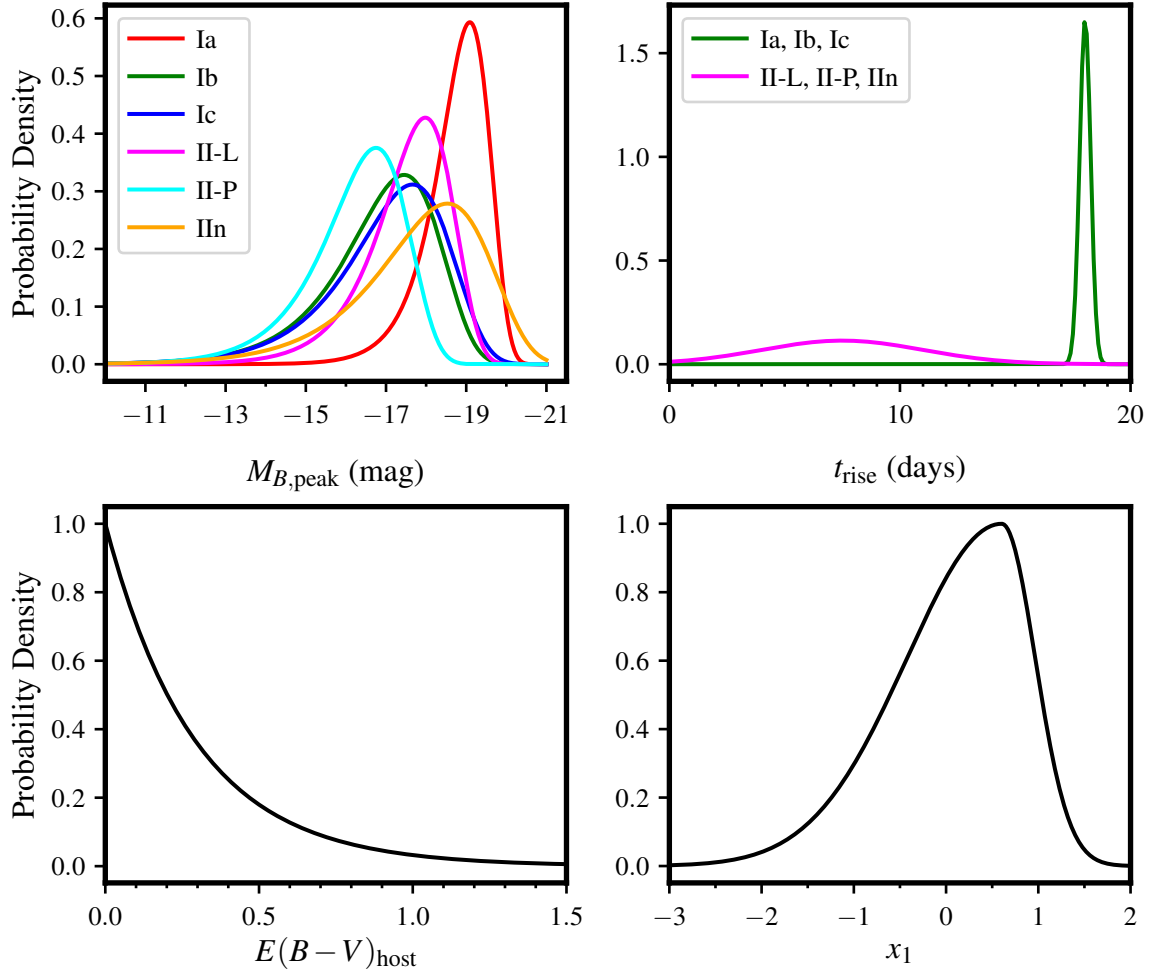 Probability Density
0.6
0.5
0.4
0.3
0.2
0.1
0.0
Ia
Ib
Ic
II-L
II-P
IIn
−11 −13 −15 −17 −19 −21
M_{B,peak} (mag)
1.5
1.0
0.5
0.0
Ia, Ib, Ic
II-L, II-P, IIn
0 10 20
t_{rise} (days)
Probability Density
1.0
0.8
0.6
0.4
0.2
0.0
0.0 0.5 1.0 1.5
E(B−V)_{host}
1.0
0.8
0.6
0.4
0.2
0.0
−3 −2 −1 0 1 2
x_1